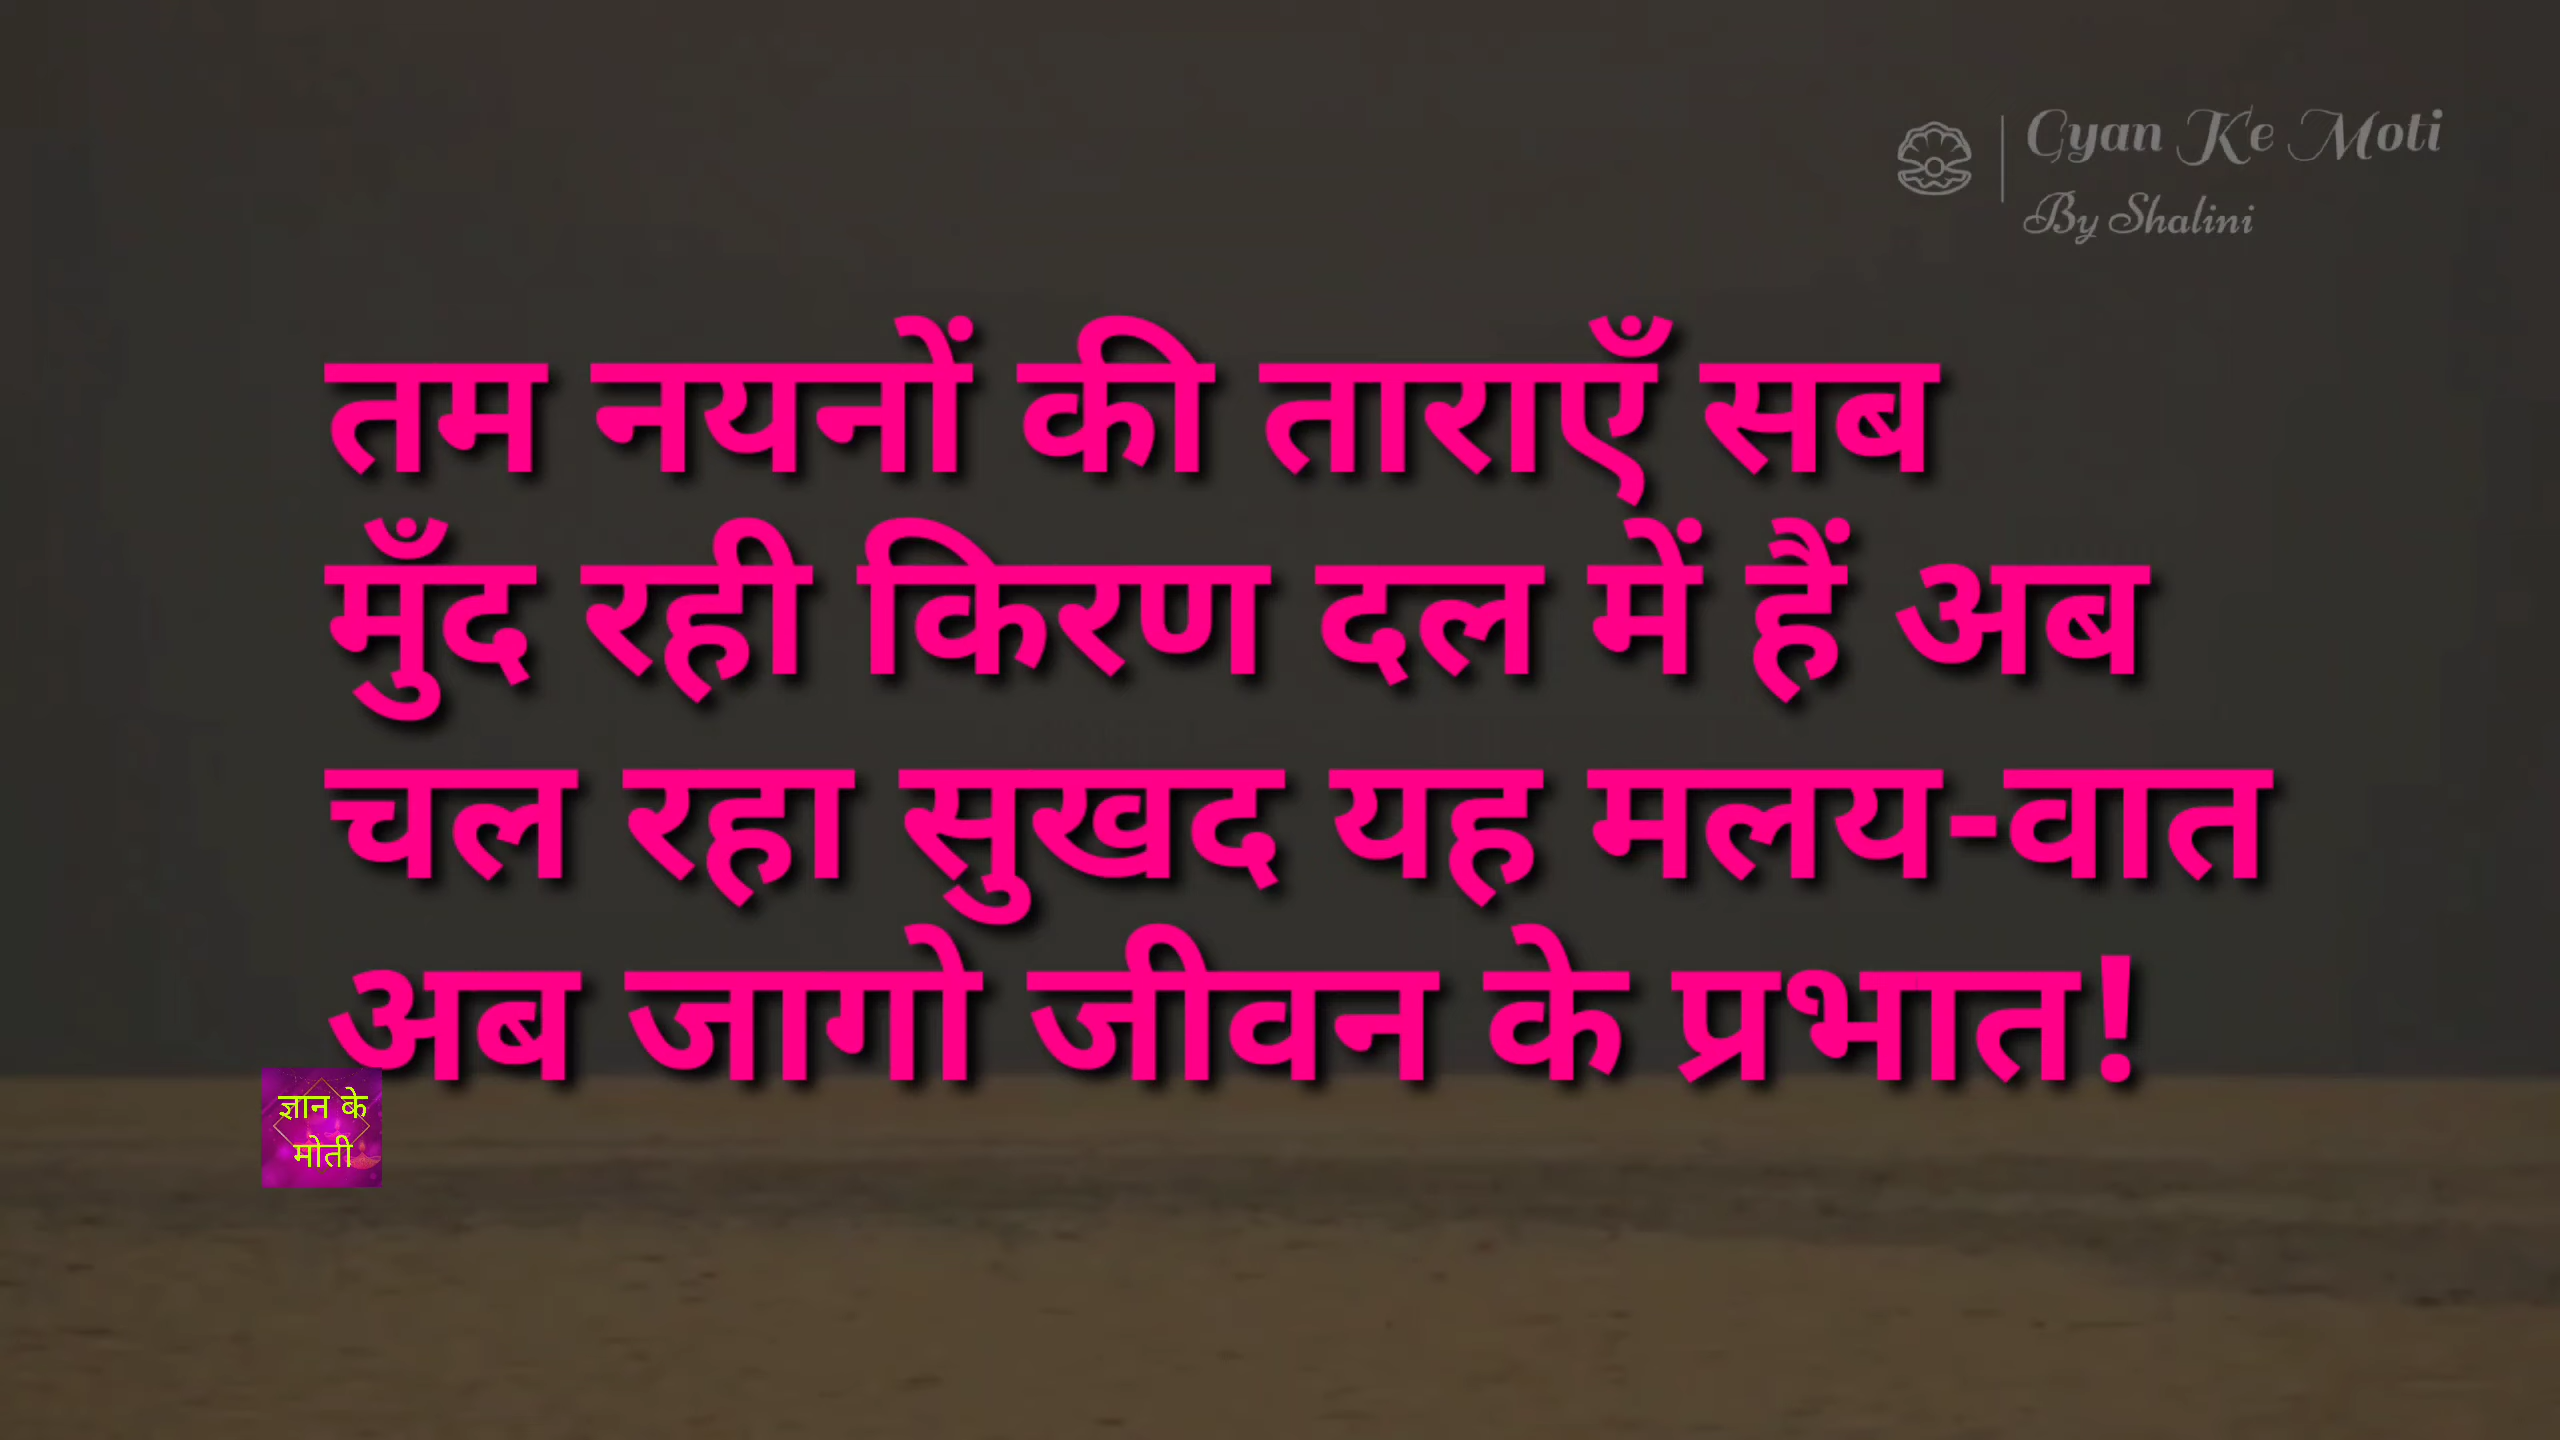 Gyan Ke Moti
By Shalini
तम नयनों की ताराएँ सब
मुँद रही किरण दल में हैं अब
चल रहा सुखद यह मलय-वात
अब जागो जीवन के प्रभात!
ज्ञान के
मोती